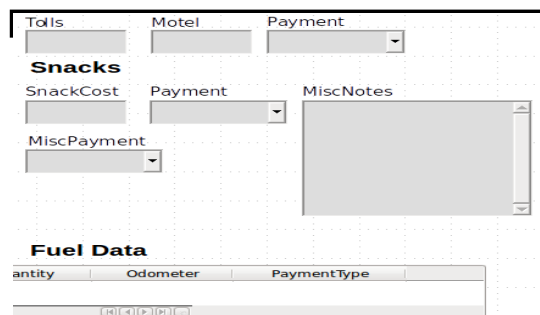 Tolls Motel Payment
Snacks
SnackCost Payment MiscNotes
MiscPayment
Fuel Data
antity Odometer PaymentType